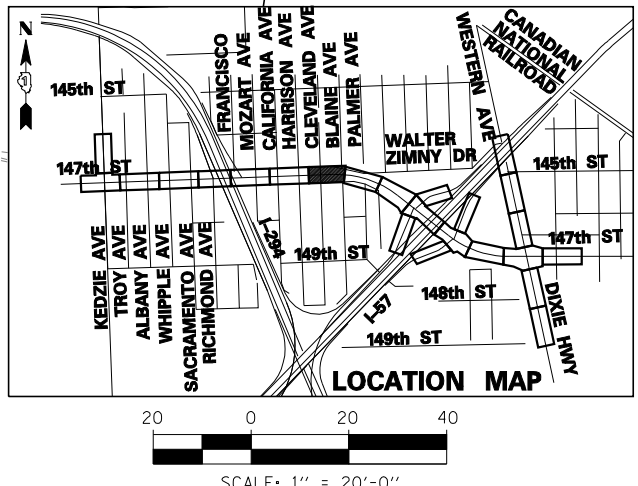 N
1
145th ST
147th ST
KEDZIE AVE
TROY AVE
ALBANY AVE
WHIPPLE AVE
SACRAMENTO AVE
RICHMOND AVE
FRANCISCO
MOZART AVE
CALIFORNIA AVE
HARRISON AVE
CLEVELAND AVE
BLAINE AVE
PALMER AVE
WALTER
ZIMNY DR
WESTERN AVE
CANADIAN
NATIONAL
RAILROAD
145th ST
147th ST
I-294
149th ST
148th ST
I-57
149th ST
DIXIE HWY
LOCATION MAP
20 0 20 40
SCALE: 1" = 20'-0"